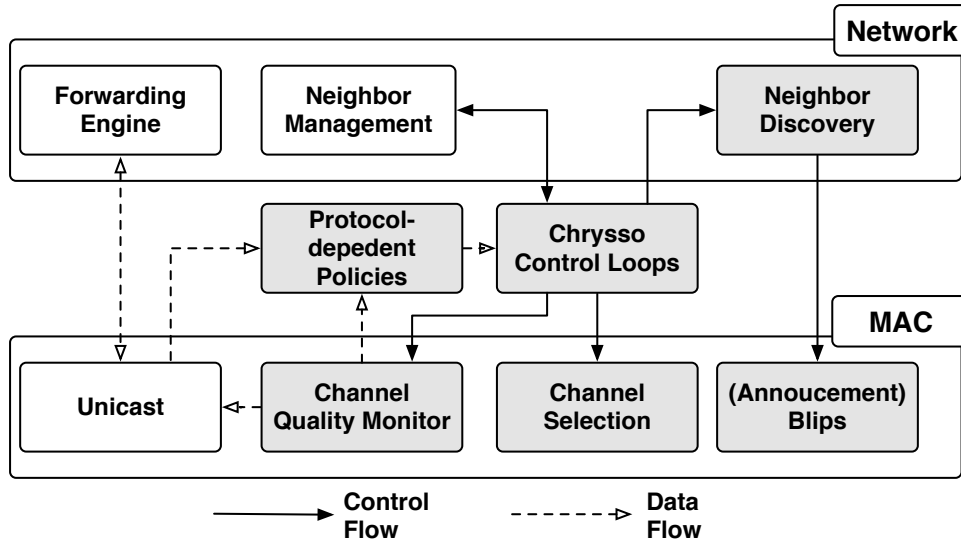 Network
Forwarding
Engine
Neighbor
Management
Neighbor
Discovery
Protocol-
depedent
Policies
Chrysso
Control Loops
MAC
Unicast
Channel
Quality Monitor
Channel
Selection
(Annoucement)
Blips
Control
Flow
Data
Flow